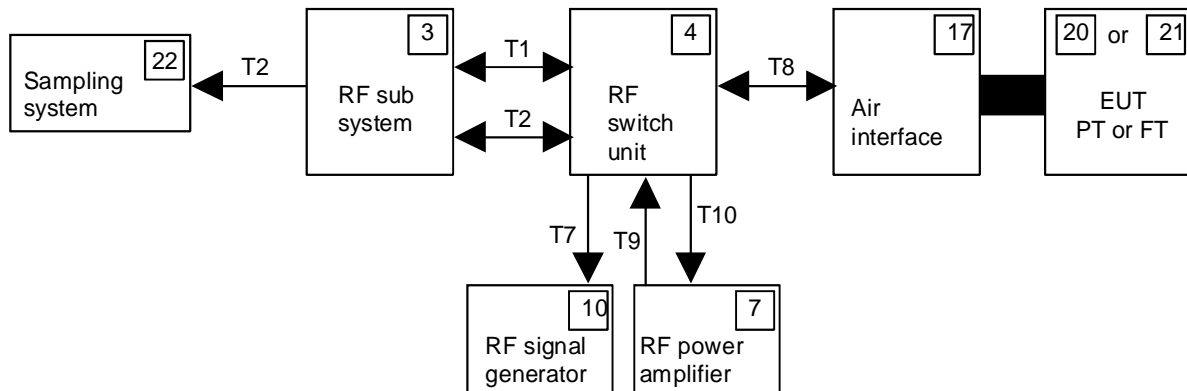 22
Sampling
system
T2
3
RF sub
system
T1
T2
4
RF
switch
unit
T8
17
Air
interface
20 or 21
EUT
PT or FT
T7
T9
T10
10
RF signal
generator
7
RF power
amplifier